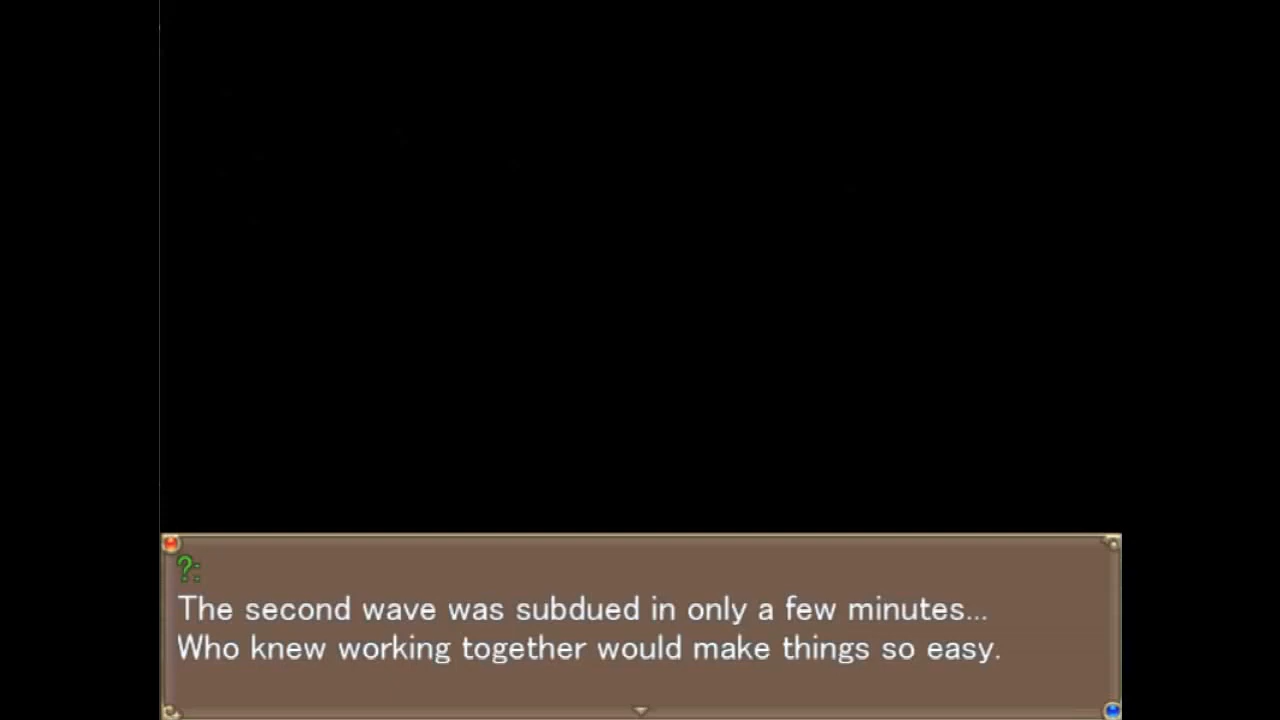 ?:
The second wave was subdued in only a few minutes...
Who knew working together would make things so easy.